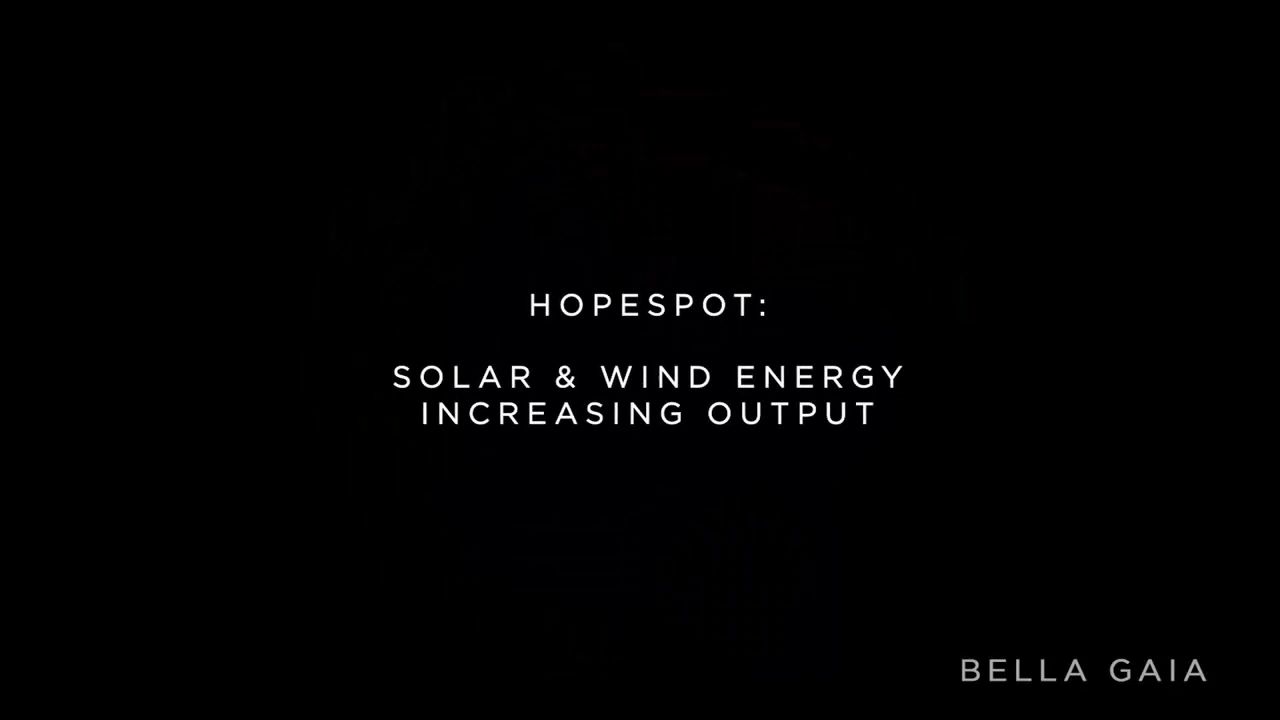 HOPESPOT:
SOLAR & WIND ENERGY
INCREASING OUTPUT
BELLA GAIA